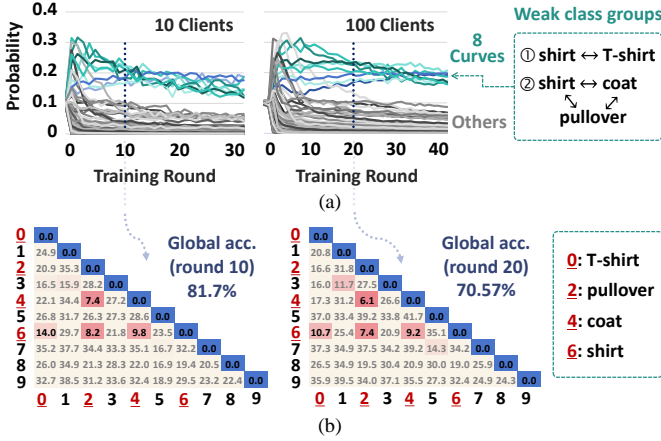 10 Clients
100 Clients
Weak class groups
Probability
0.4
0.3
0.2
0.1
0
0 10 20 30
0 10 20 30 40
Training Round
Training Round
8
Curves
Others
① shirt ↔ T-shirt
② shirt ↔ coat
pullover
(a)
Global acc.
(round 10)
81.7%
0 0.0
1 24.9 0.0
2 20.9 35.3 0.0
3 16.5 15.9 28.2 0.0
4 22.1 34.4 7.4 27.2 0.0
5 26.8 31.7 26.3 27.3 28.6 0.0
6 14.0 29.7 8.2 21.8 9.8 23.5 0.0
7 35.2 37.7 34.4 33.3 35.1 16.7 32.2 0.0
8 26.0 34.9 21.3 28.3 22.0 16.9 19.4 20.5 0.0
9 32.7 38.5 31.2 33.6 32.4 18.9 29.5 23.2 22.4 0.0
0 1 2 3 4 5 6 7 8 9
Global acc.
(round 20)
70.57%
0 0.0
1 20.8 0.0
2 16.6 31.8 0.0
3 16.0 11.7 27.5 0.0
4 17.3 31.2 6.1 26.6 0.0
5 37.0 33.4 39.2 33.8 41.7 0.0
6 10.7 25.4 7.4 20.9 9.2 35.1 0.0
7 37.3 34.9 37.5 34.2 39.2 14.3 34.2 0.0
8 26.5 34.9 19.5 30.4 20.9 30.0 19.0 25.9 0.0
9 35.9 39.5 34.0 37.1 35.5 27.3 32.4 24.9 24.3 0.0
0 1 2 3 4 5 6 7 8 9
0: T-shirt
2: pullover
4: coat
6: shirt
(b)